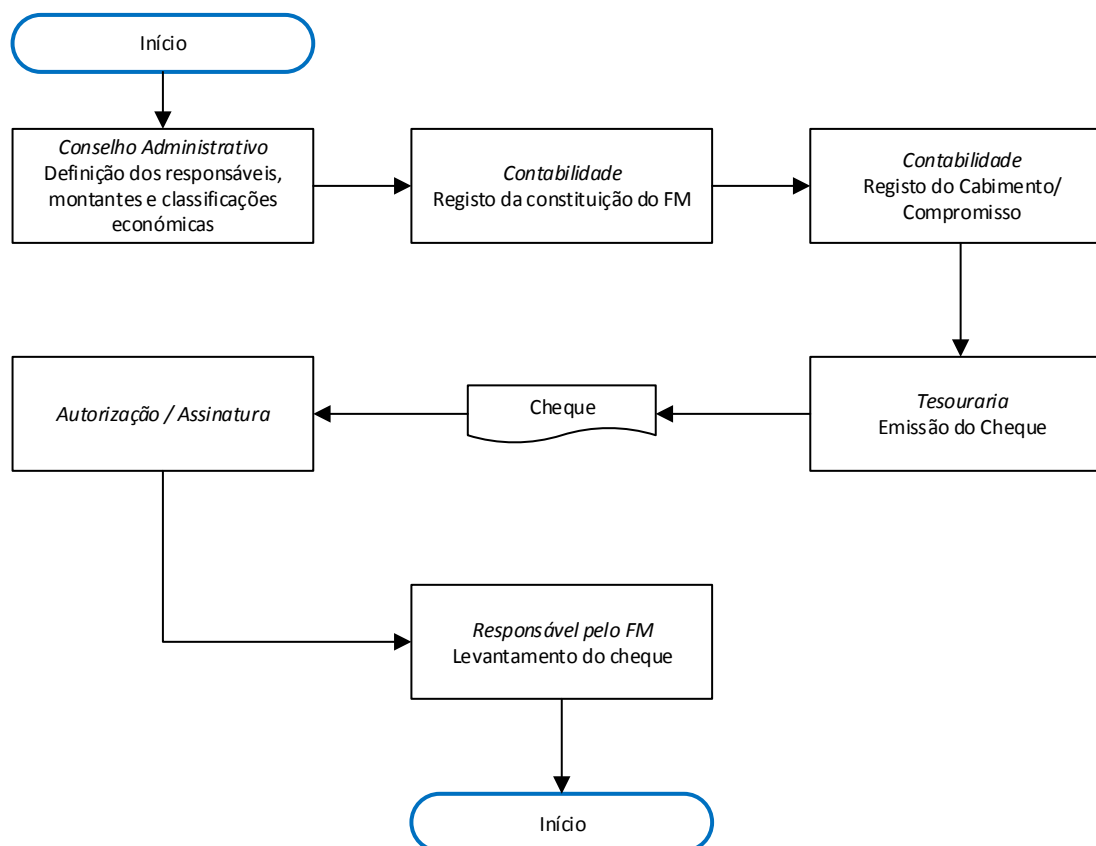 Início
Conselho Administrativo
Definição dos responsáveis,
montantes e classificações
económicas
Contabilidade
Registo da constituição do FM
Contabilidade
Registo do Cabimento/
Compromisso
Tesouraria
Emissão do Cheque
Cheque
Autorização / Assinatura
Responsável pelo FM
Levantamento do cheque
Início